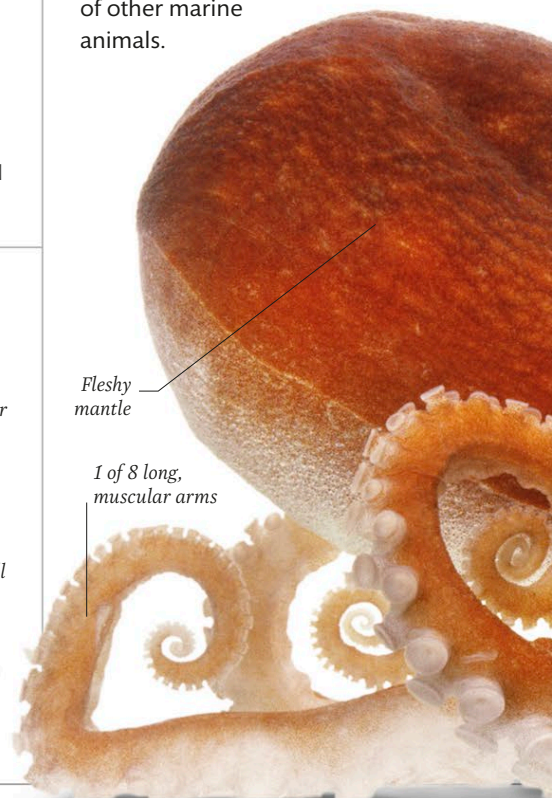 of other marine
animals.
Fleshy
mantle
1 of 8 long,
muscular arms
r
l